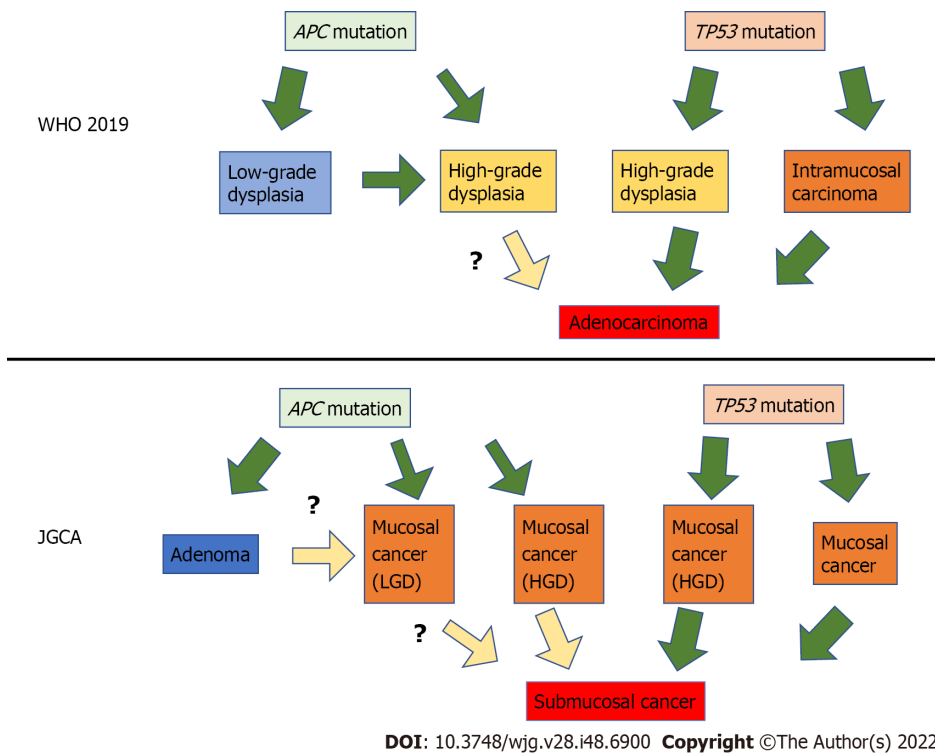 APC mutation
TP53 mutation
WHO 2019
Low-grade
dysplasia
High-grade
dysplasia
High-grade
dysplasia
Intramucosal
carcinoma
?
Adenocarcinoma
APC mutation
TP53 mutation
?
JGCA
Adenoma
Mucosal
cancer
(LGD)
Mucosal
cancer
(HGD)
Mucosal
cancer
(HGD)
Mucosal
cancer
?
Submucosal cancer
DOI: 10.3748/wjg.v28.i48.6900 Copyright ©The Author(s) 2022